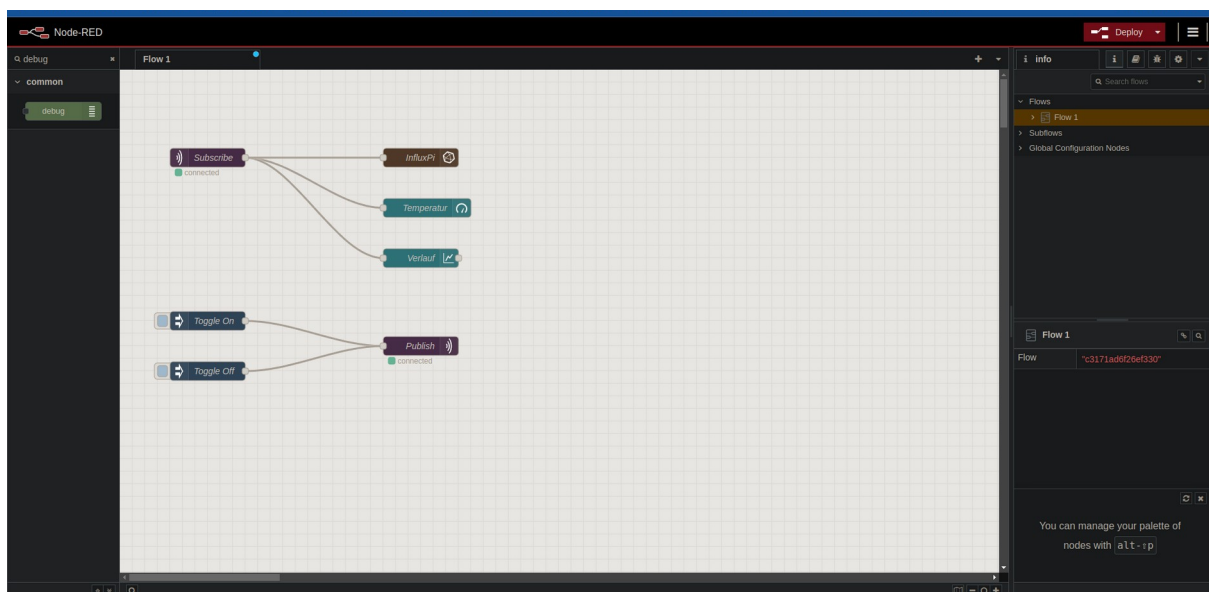 Node-RED
Deploy
debug
Flow 1
info
common
debug
Search flows
Flows
Flow 1
Subflows
Global Configuration Nodes
Subscribe
connected
InfluxPi
Temperatur
Verlauf
Toggle On
Toggle Off
Publish
connected
Flow 1
Flow "c3171ad6f26ef330"
You can manage your palette of
nodes with alt-⇧p